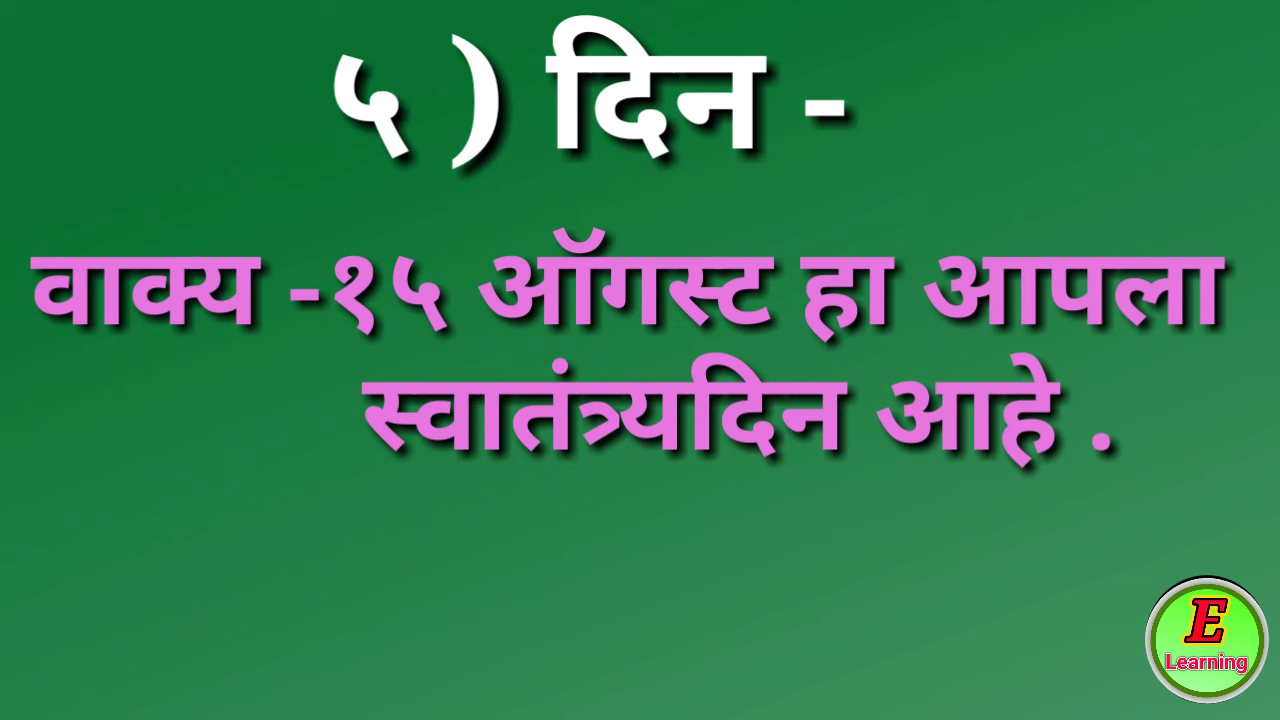 ५ ) दिन -
वाक्य -१५ ऑगस्ट हा आपला
स्वातंत्र्यदिन आहे .
E
Learning